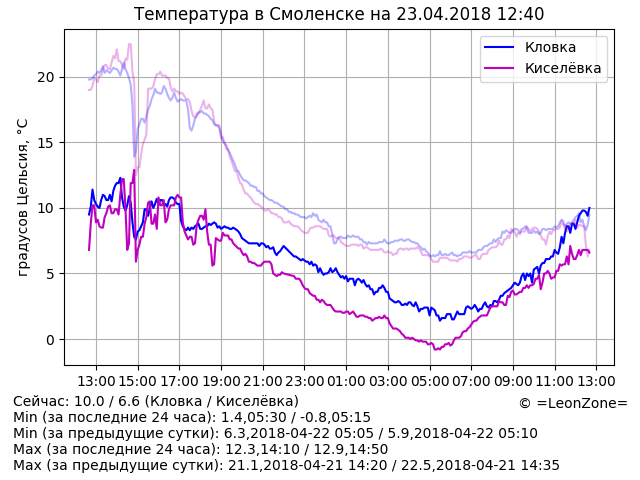 Температура в Смоленске на 23.04.2018 12:40
Кловка
Киселёвка
градусов Цельсия, °C
20
15
10
5
0
13:00 15:00 17:00 19:00 21:00 23:00 01:00 03:00 05:00 07:00 09:00 11:00 13:00
Сейчас: 10.0 / 6.6 (Кловка / Киселёвка)
© =LeonZone=
Min (за последние 24 часа): 1.4,05:30 / -0.8,05:15
Min (за предыдущие сутки): 6.3,2018-04-22 05:05 / 5.9,2018-04-22 05:10
Max (за последние 24 часа): 12.3,14:10 / 12.9,14:50
Max (за предыдущие сутки): 21.1,2018-04-21 14:20 / 22.5,2018-04-21 14:35